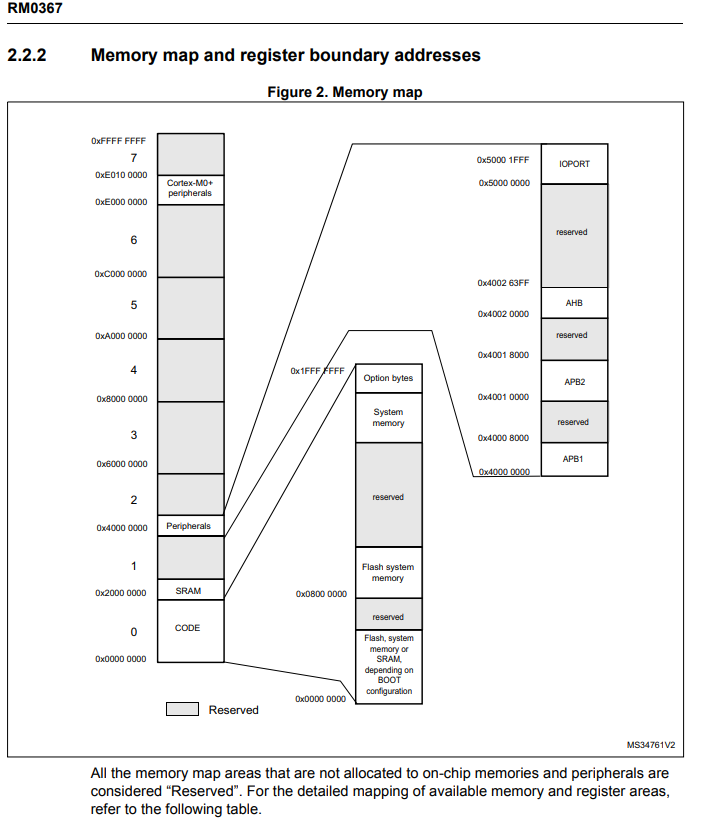 RM0367
2.2.2 Memory map and register boundary addresses
Figure 2. Memory map
0xFFFF FFFF
7
0xE010 0000
Cortex-M0+
peripherals
0xE000 0000
6
0xC000 0000
5
0xA000 0000
4
0x8000 0000
3
0x6000 0000
2
0x4000 0000
Peripherals
1
0x2000 0000
SRAM
0
CODE
0x0000 0000
Reserved
0x1FFF FFFF
Option bytes
System
memory
reserved
Flash system
memory
0x0800 0000
reserved
Flash, system
memory or
SRAM,
depending on
BOOT
configuration
0x0000 0000
0x5000 1FFF
IOPORT
0x5000 0000
reserved
0x4002 63FF
AHB
0x4002 0000
reserved
0x4001 8000
APB2
0x4001 0000
reserved
0x4000 8000
APB1
0x4000 0000
MS34761V2
All the memory map areas that are not allocated to on-chip memories and peripherals are
considered “Reserved”. For the detailed mapping of available memory and register areas,
refer to the following table.